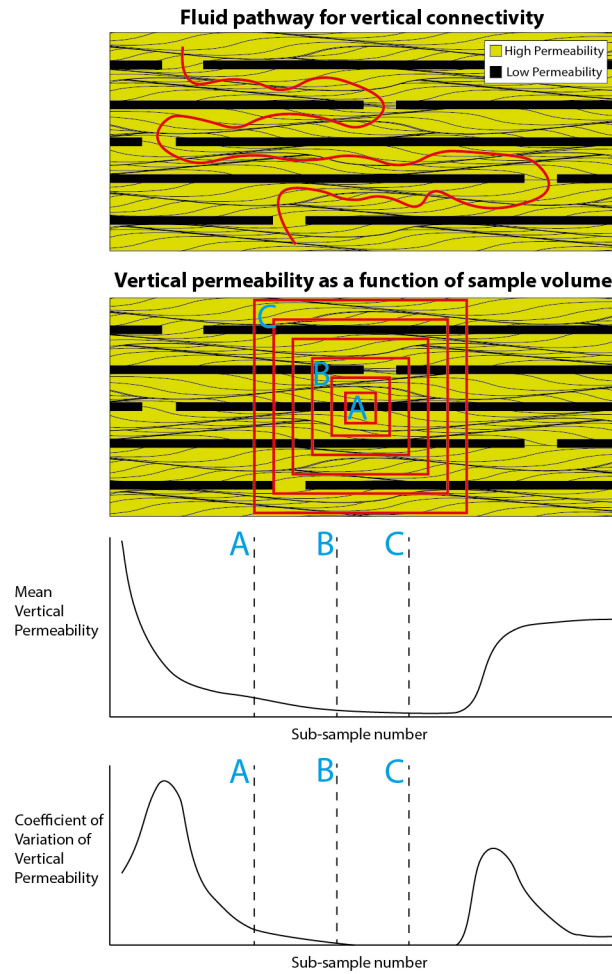 Fluid pathway for vertical connectivity
High Permeability
Low Permeability
Vertical permeability as a function of sample volume
C
B
A
A
B
C
Mean
Vertical
Permeability
Sub-sample number
A
B
C
Coefficient of
Variation of
Vertical
Permeability
Sub-sample number